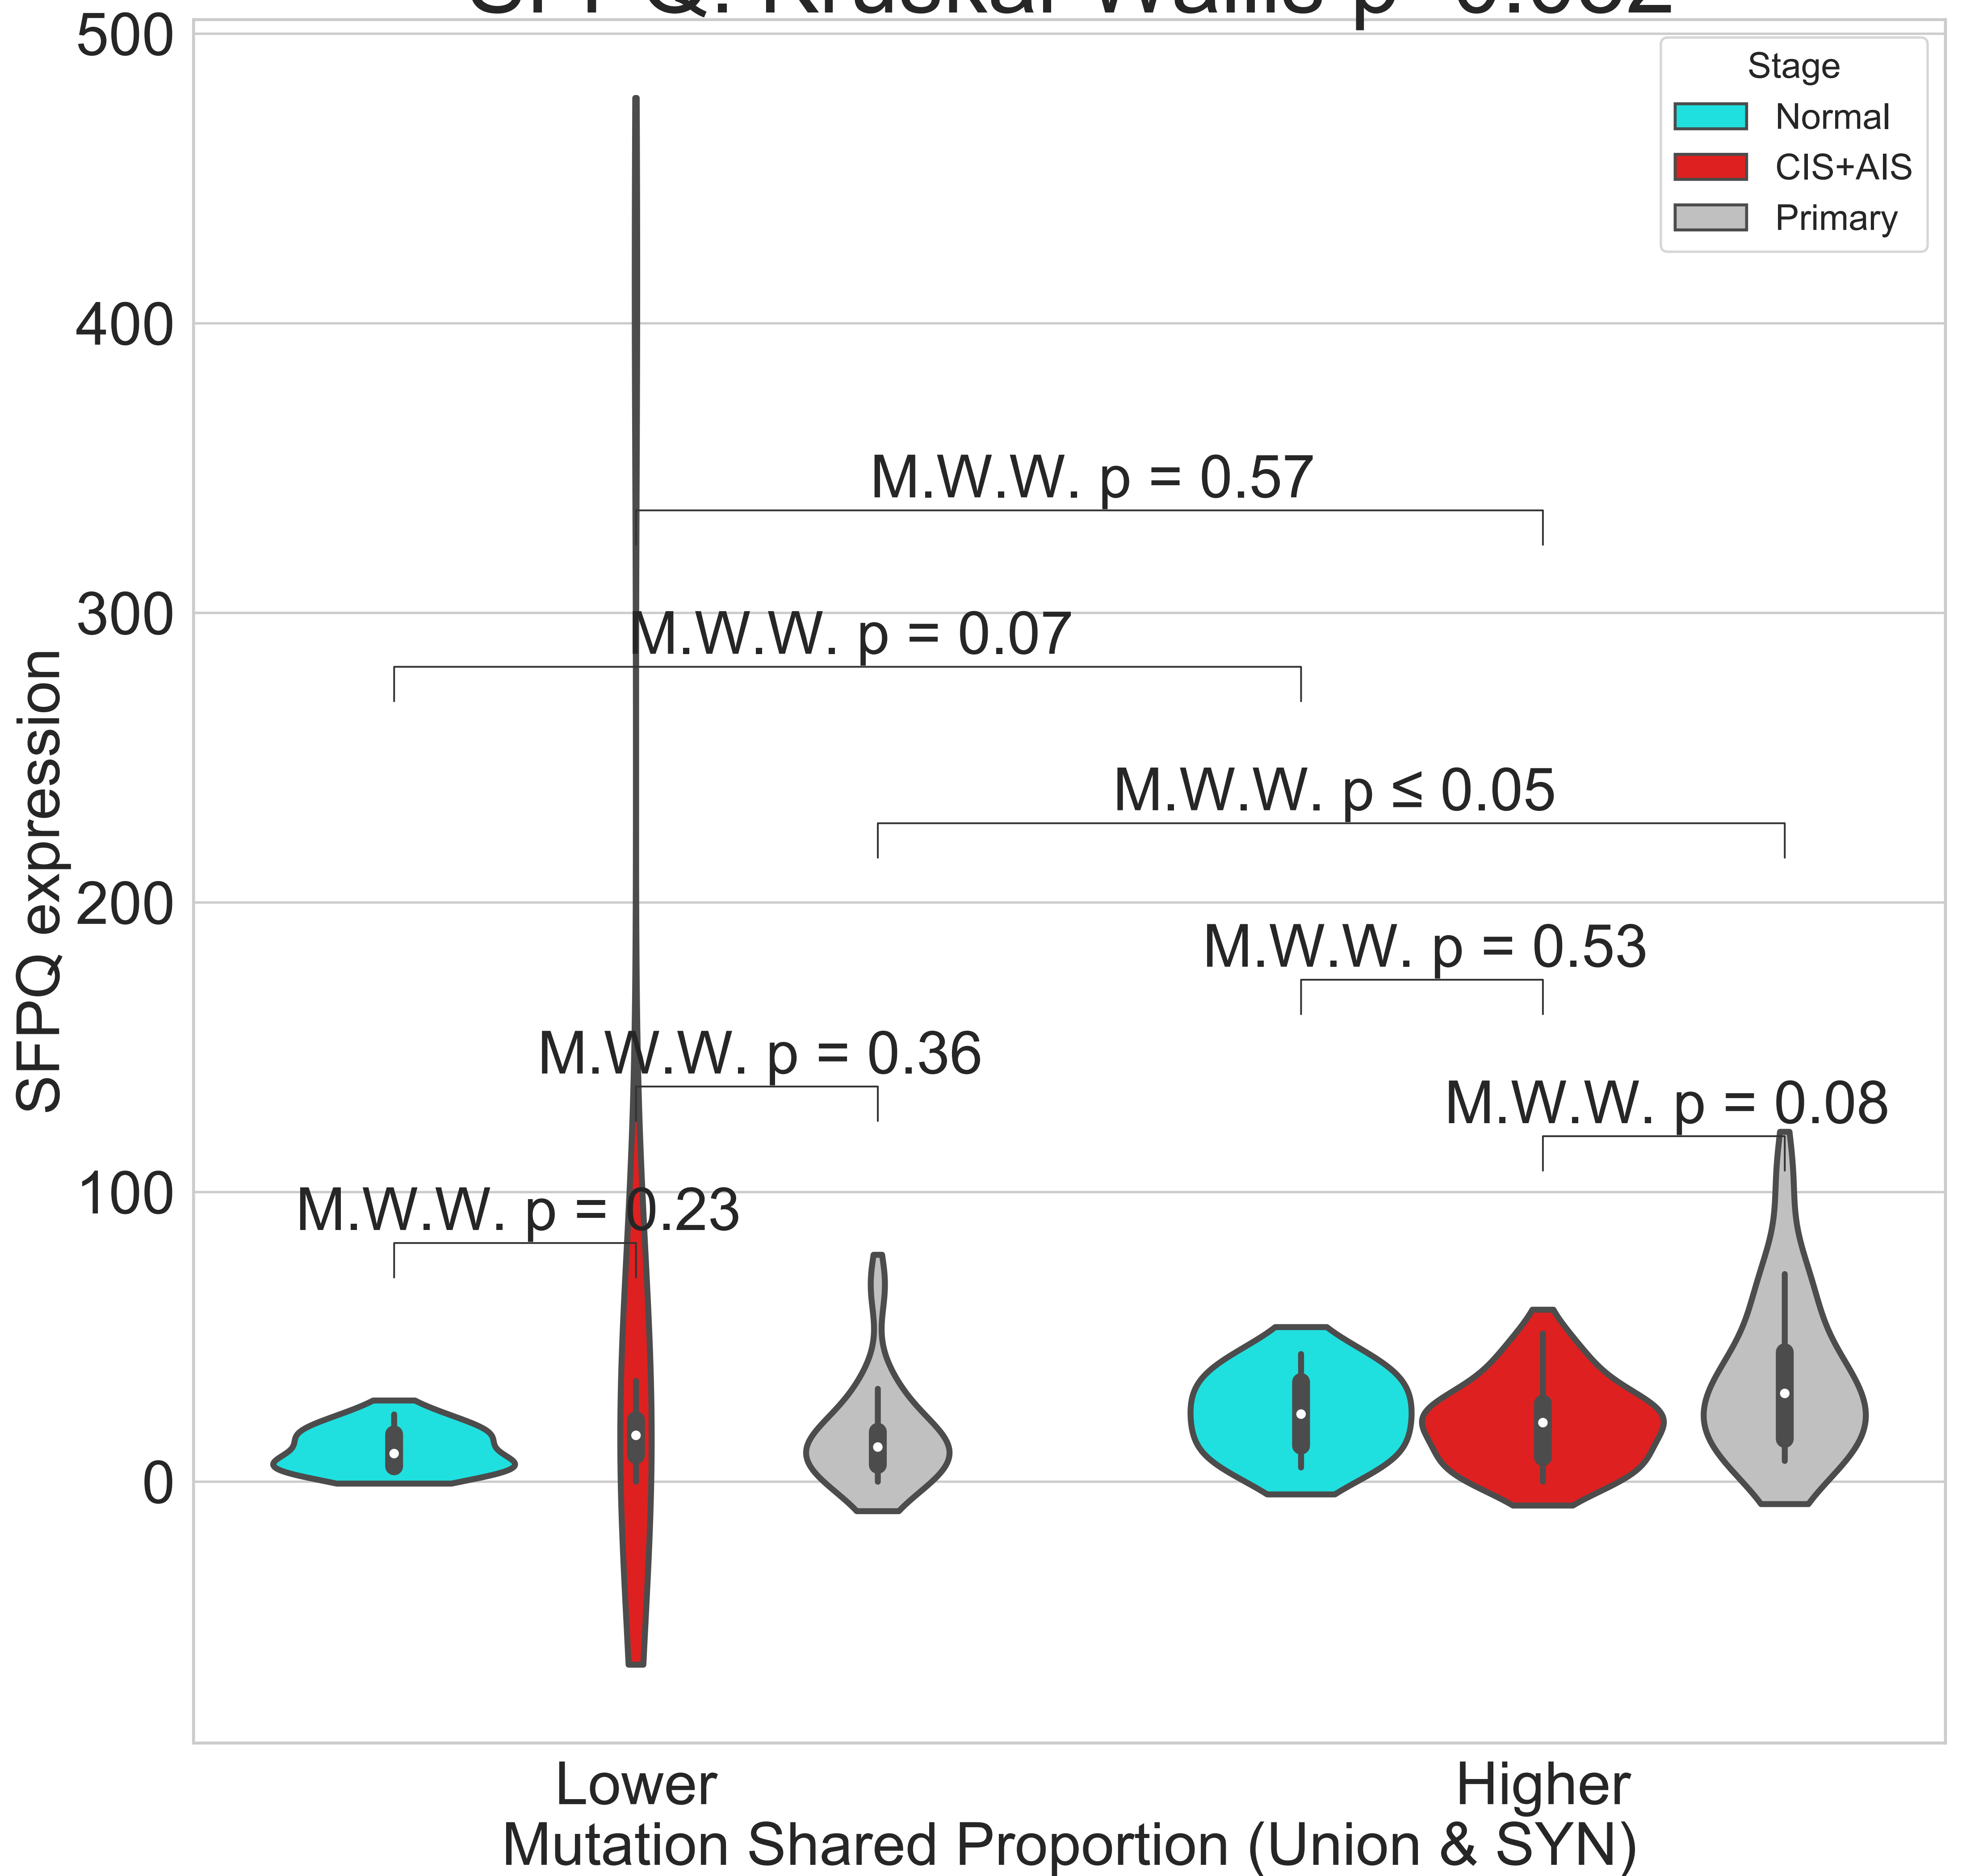 500
Stage
Normal
CIS+AIS
Primary
400
M.W.W. p = 0.57
300
M.W.W. p = 0.07
M.W.W. p ≤ 0.05
200
M.W.W. p = 0.53
M.W.W. p = 0.36
M.W.W. p = 0.08
100
M.W.W. p = 0.23
0
SFPQ expression
Lower
Higher
Mutation Shared Proportion (Union & SYN)